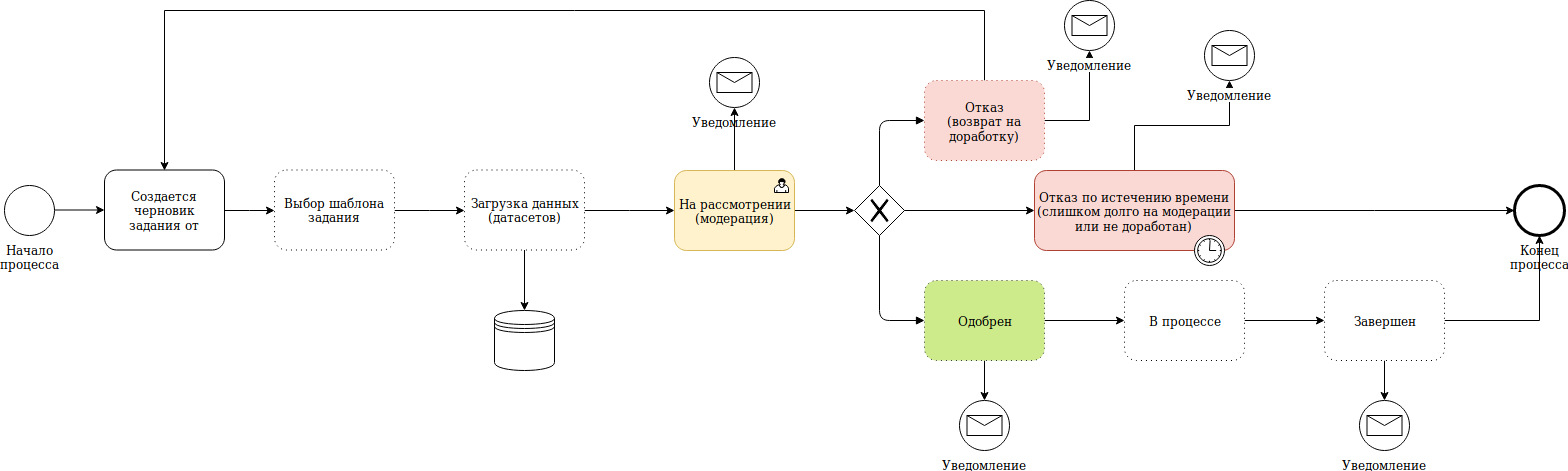 Уведомление
Уведомление
Уведомление
Отказ
(возврат на
доработку)
Начало
процесса
Создается
черновик
задания от
Выбор шаблона
задания
Загрузка данных
(датасетов)
На рассмотрении
(модерация)
Отказ по истечению времени
(слишком долго на модерации
или не доработан)
Конец
процесса
Одобрен
В процессе
Завершен
Уведомление
Уведомление